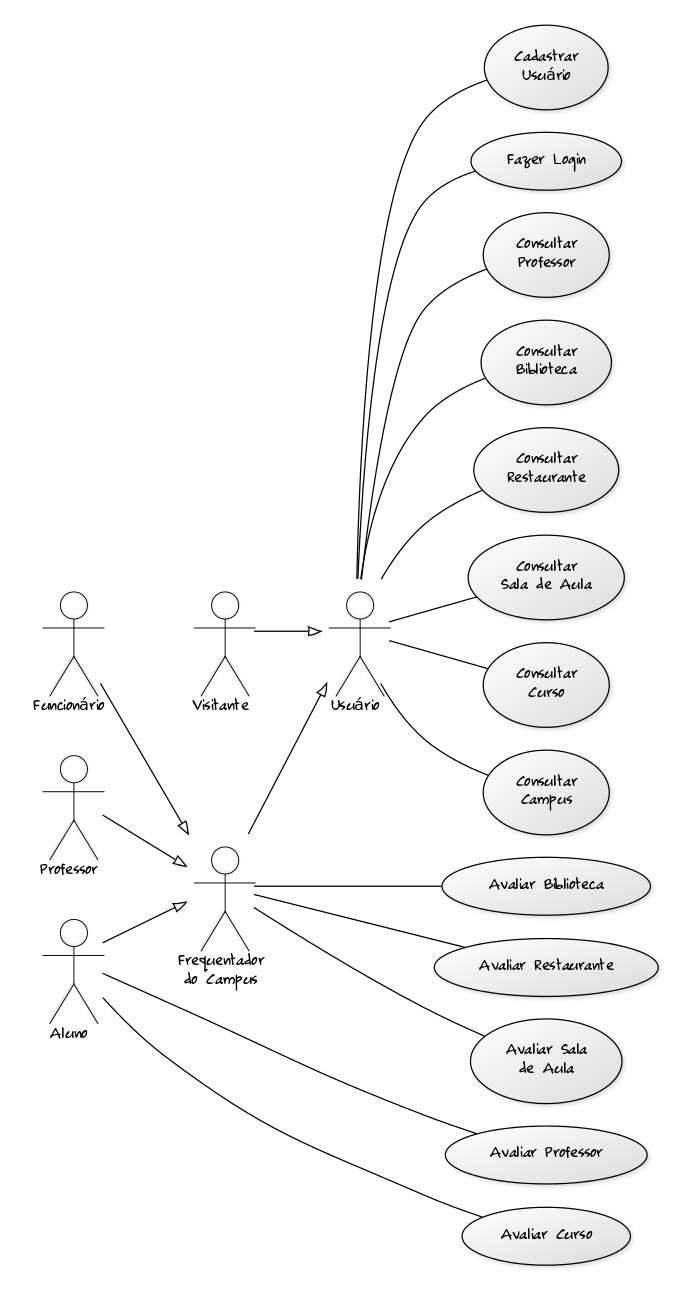 Cadastrar
Usuário
Fazer Login
Consultar
Professor
Consultar
Biblioteca
Consultar
Restaurante
Consultar
Sala de Aula
Funcionário
Visitante
Usuário
Consultar
Curso
Consultar
Campus
Professor
Avaliar Biblioteca
Frequentador
do Campus
Avaliar Restaurante
Aluno
Avaliar Sala
de Aula
Avaliar Professor
Avaliar Curso